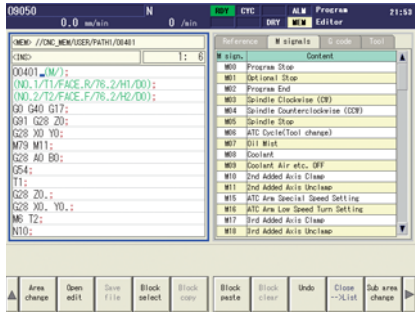 O9050 N RDY CYC ALM Program 21:53
0.0 mm/min 0 /min DRY MEM Editor
<MEM> //CNC_MEM/USER/PATH1/O0401
<INS> 1: 6
O0401 (M/);
(NO.1/T1/FACE.R/76.2/H1/D0);
(NO.2/T2/FACE.F/76.2/H2/D0);
G0 G40 G17;
G91 G28 Z0;
G28 X0 Y0;
M79 M11;
G28 A0 B0;
G54;
T1;
G28 Z0.;
G28 X0. Y0.;
M6 T2;
N10;
Reference M signals G code Tool
M sign. Content
M00 Program Stop
M01 Optional Stop
M02 Program End
M03 Spindle Clockwise (CW)
M04 Spindle Counterclockwise (CCW)
M05 Spindle Stop
M06 ATC Cycle(Tool change)
M07 Oil Mist
M08 Coolant
M09 Coolant Air etc. OFF
M10 2nd Added Axis Clamp
M11 2nd Added Axis Unclamp
M15 ATC Arm Special Speed Setting
M16 ATC Arm Low Speed Turn Setting
M17 3rd Added Axis Clamp
M18 3rd Added Axis Unclamp
Area change Open edit Save file Block select Block copy Block paste Block clear Undo Close -->List Sub area change